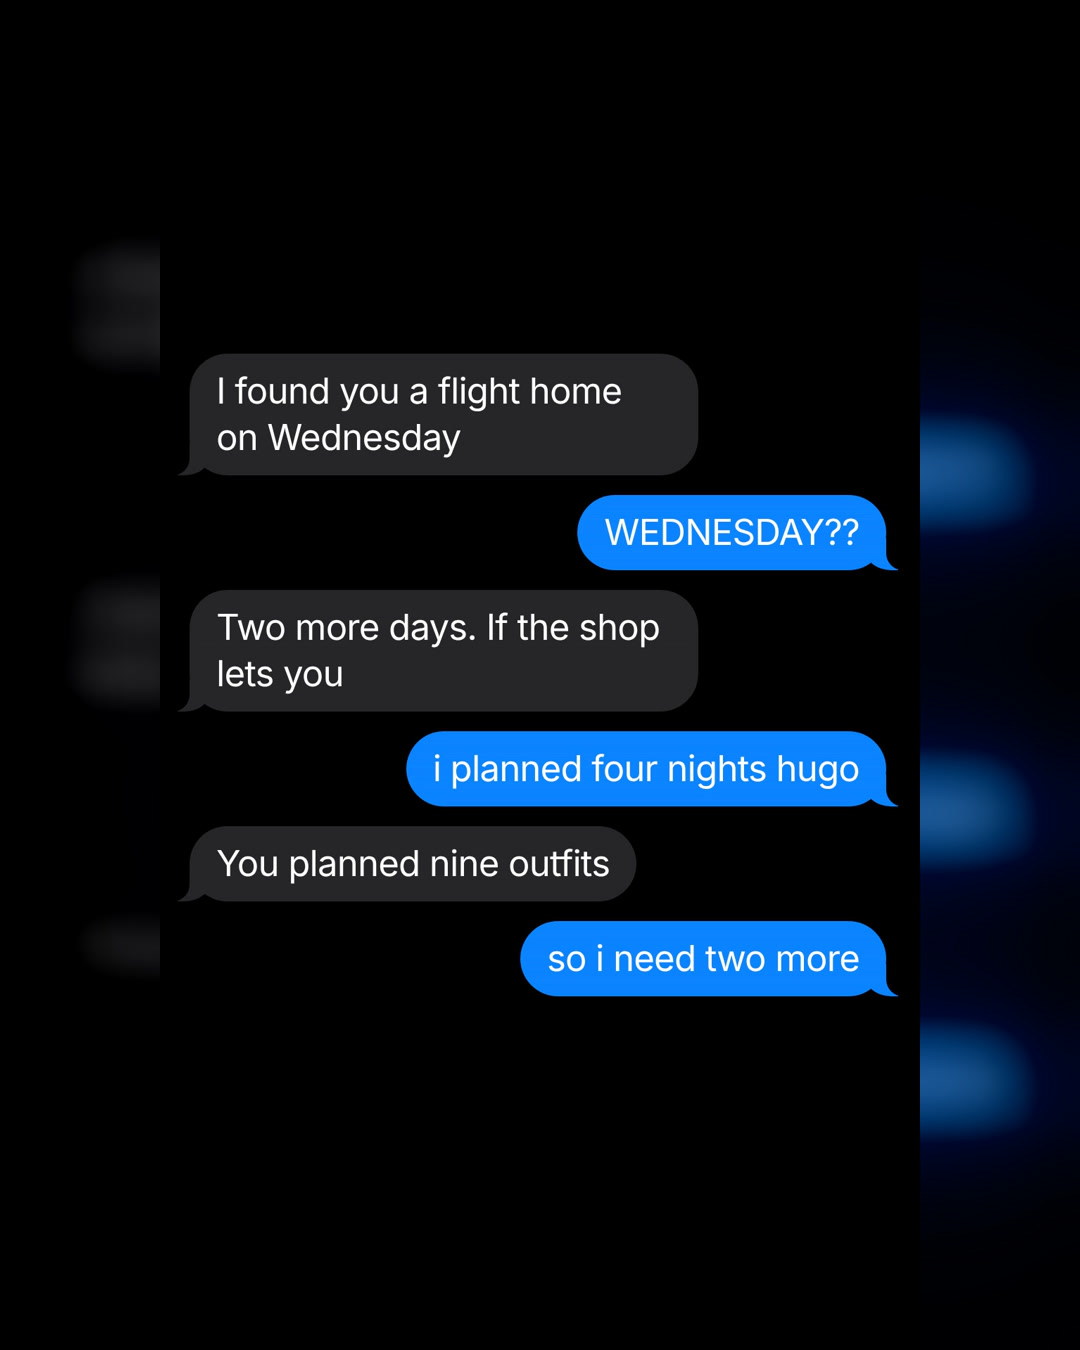 I found you a flight home
on Wednesday
WEDNESDAY??
Two more days. If the shop
lets you
i planned four nights hugo
You planned nine outfits
so i need two more